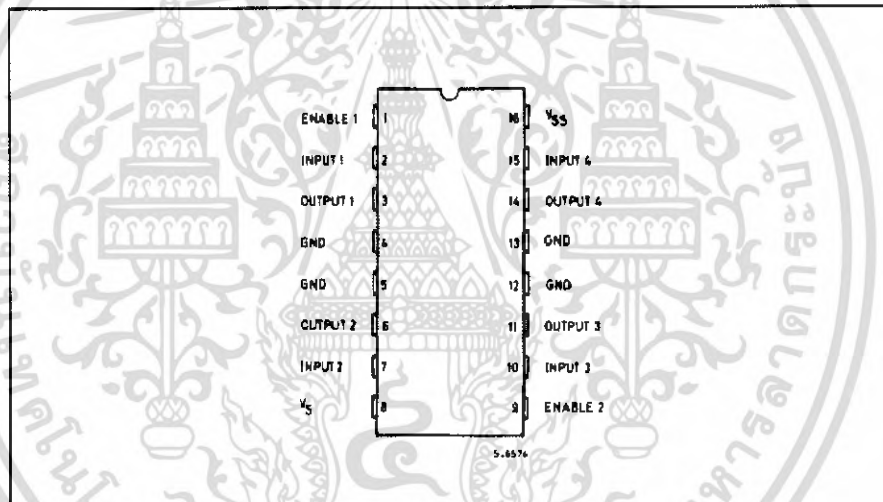 ENABLE 1 1 16 VSS
INPUT 1 2 15 INPUT 4
OUTPUT 1 3 14 OUTPUT 4
GND 4 13 GND
GND 5 12 GND
OUTPUT 2 6 11 OUTPUT 3
INPUT 2 7 10 INPUT 3
VS 8 9 ENABLE 2